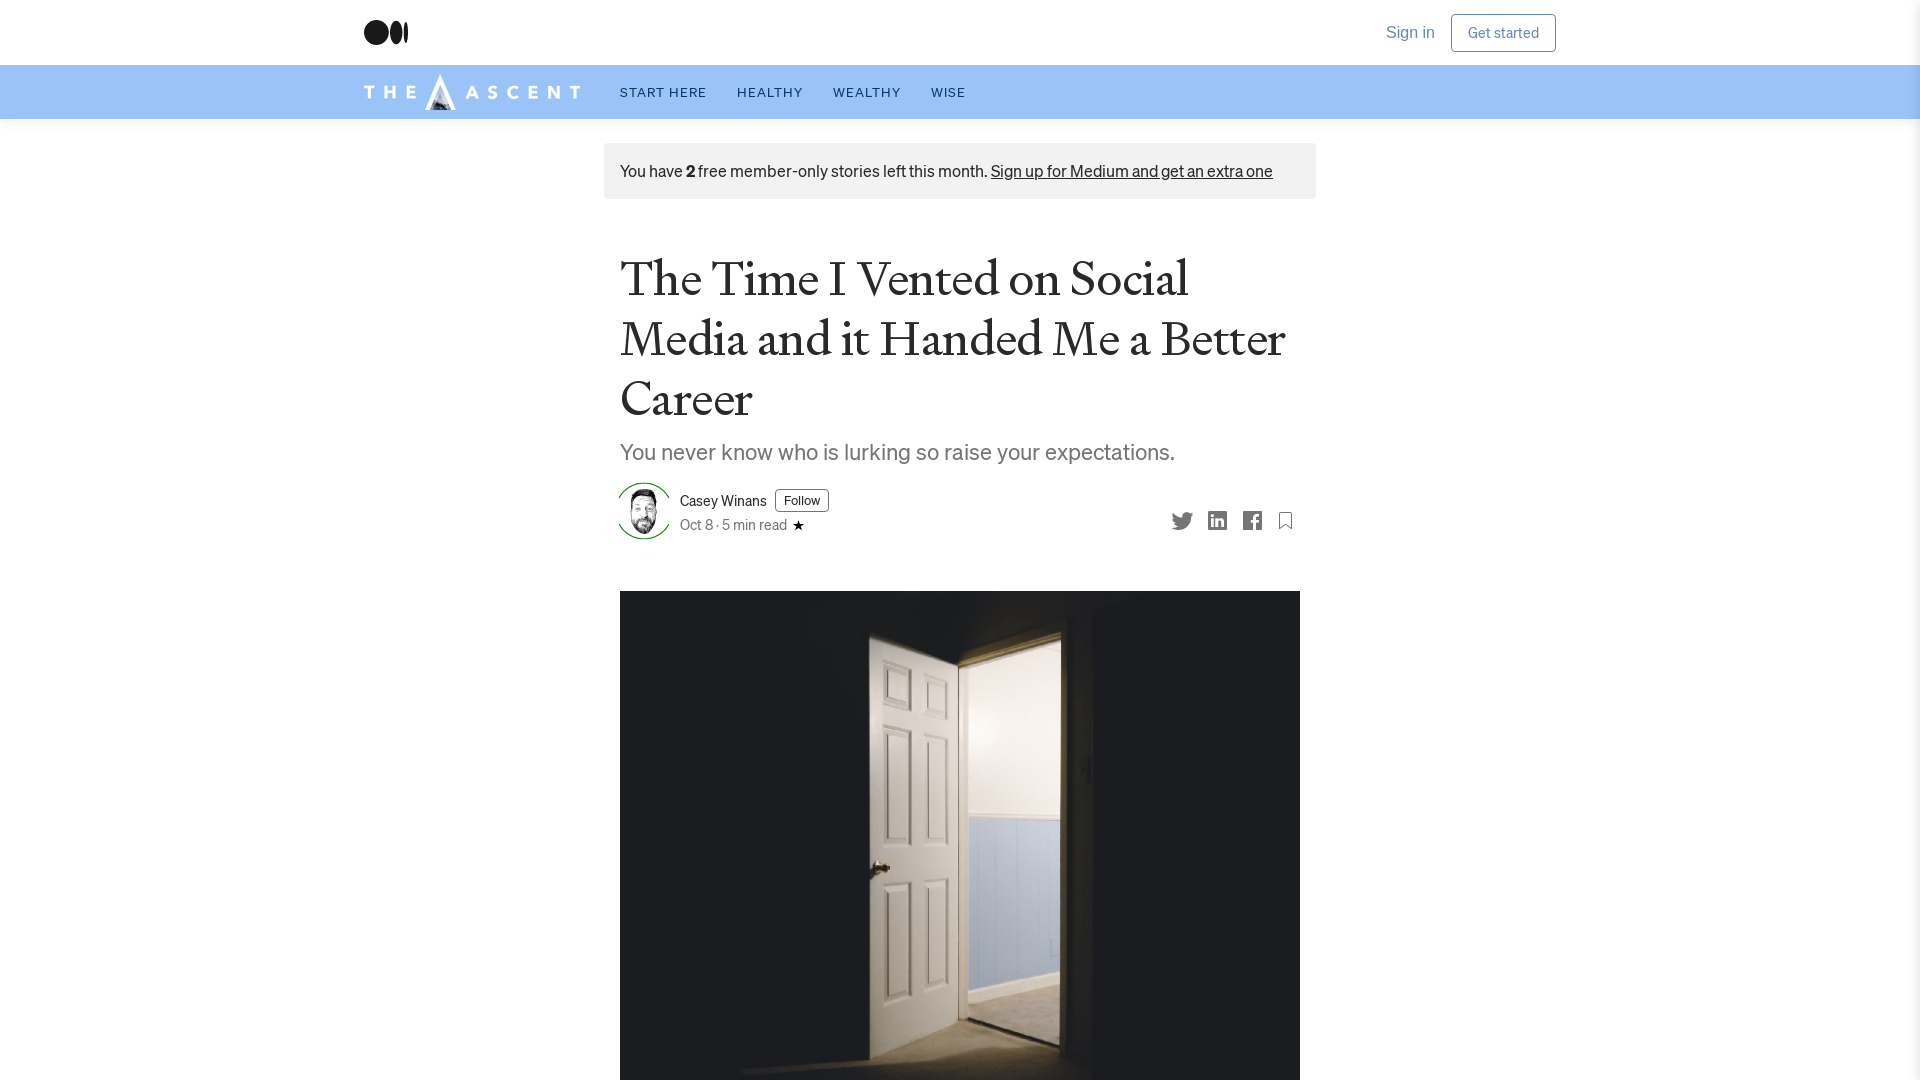 Sign in
Get started
THE ASCENT
START HERE
HEALTHY
WEALTHY
WISE
You have 2 free member-only stories left this month. Sign up for Medium and get an extra one
The Time I Vented on Social
Media and it Handed Me a Better
Career
You never know who is lurking so raise your expectations.
Casey Winans
Follow
Oct 8 · 5 min read ★